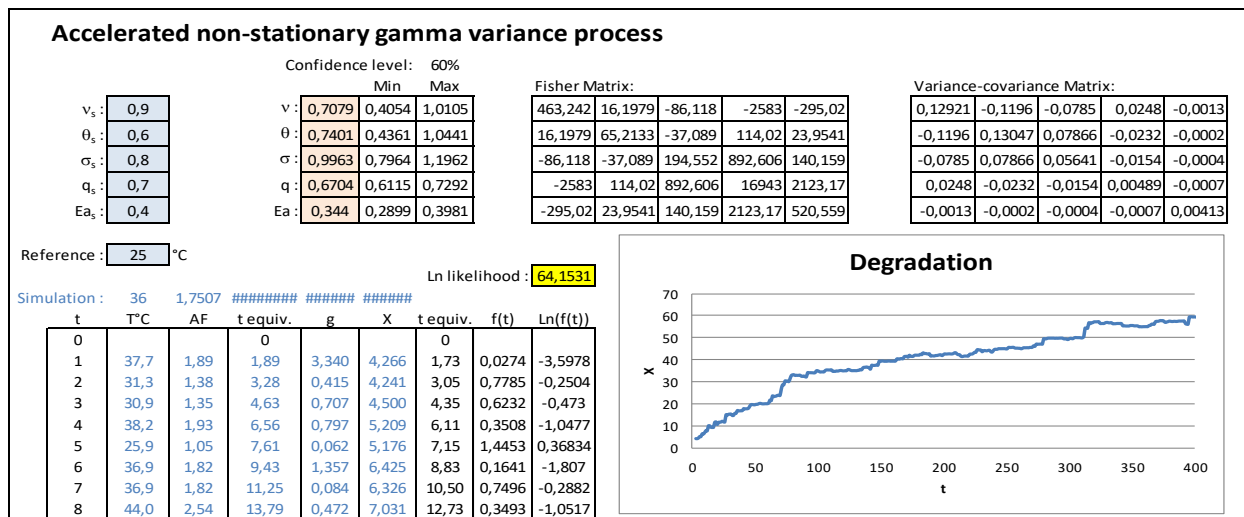 Accelerated non-stationary gamma variance process
Confidence level: 60%
Min Max Fisher Matrix: Variance-covariance Matrix:
νs : 0,9 ν : 0,7079 0,4054 1,0105 463,242 16,1979 -86,118 -2583 -295,02 0,12921 -0,1196 -0,0785 0,0248 -0,0013
θs : 0,6 θ : 0,7401 0,4361 1,0441 16,1979 65,2133 -37,089 114,02 23,9541 -0,1196 0,13047 0,07866 -0,0232 -0,0002
σs : 0,8 σ : 0,9963 0,7964 1,1962 -86,118 -37,089 194,552 892,606 140,159 -0,0785 0,07866 0,05641 -0,0154 -0,0004
qs : 0,7 q : 0,6704 0,6115 0,7292 -2583 114,02 892,606 16943 2123,17 0,0248 -0,0232 -0,0154 0,00489 -0,0007
Eas : 0,4 Ea : 0,344 0,2899 0,3981 -295,02 23,9541 140,159 2123,17 520,559 -0,0013 -0,0002 -0,0004 -0,0007 0,00413
Reference : 25 °C
Ln likelihood : 64,1531
Simulation : 36 1,7507 ######## ###### ######
t T°C AF t equiv. g X t equiv. f(t) Ln(f(t))
0 0 0
1 37,7 1,89 1,89 3,340 4,266 1,73 0,0274 -3,5978
2 31,3 1,38 3,28 0,415 4,241 3,05 0,7785 -0,2504
3 30,9 1,35 4,63 0,707 4,500 4,35 0,6232 -0,473
4 38,2 1,93 6,56 0,797 5,209 6,11 0,3508 -1,0477
5 25,9 1,05 7,61 0,062 5,176 7,15 1,4453 0,36834
6 36,9 1,82 9,43 1,357 6,425 8,83 0,1641 -1,807
7 36,9 1,82 11,25 0,084 6,326 10,50 0,7496 -0,2882
8 44,0 2,54 13,79 0,472 7,031 12,73 0,3493 -1,0517
Degradation
70
60
50
40
30
20
10
0
X
0 50 100 150 200 250 300 350 400
t